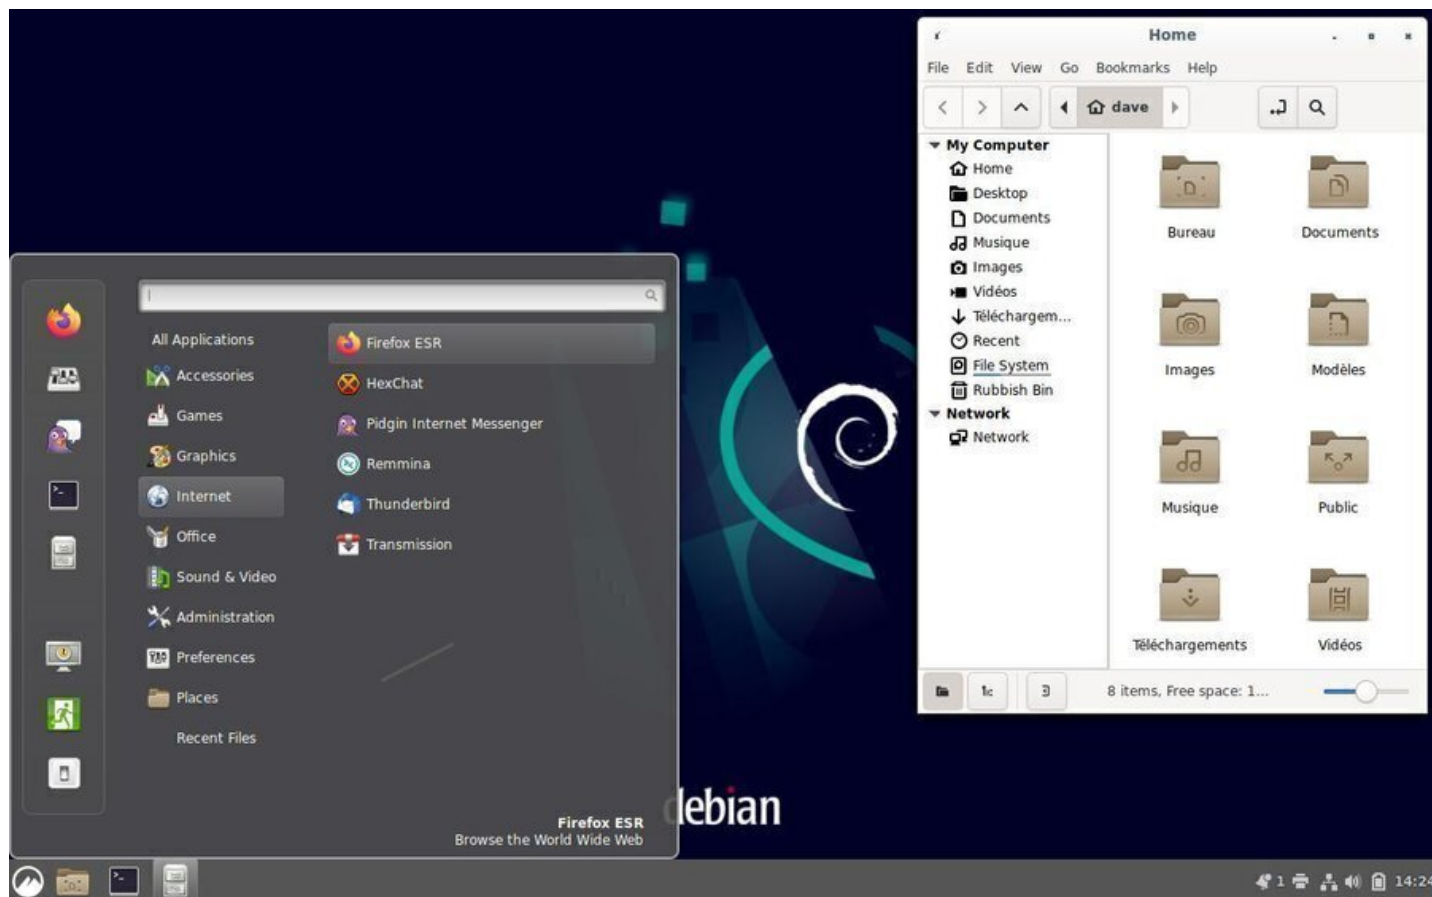 Home
File Edit View Go Bookmarks Help
dave
My Computer
Home
Desktop
Documents
Musique
Images
Vidéos
Téléchargem...
Recent
File System
Rubbish Bin
Network
Network
Bureau
Documents
Images
Modèles
Musique
Public
Téléchargements
Vidéos
8 items, Free space: 1...
All Applications
Accessories
Games
Graphics
Internet
Office
Sound & Video
Administration
Preferences
Places
Recent Files
Firefox ESR
HexChat
Pidgin Internet Messenger
Remmina
Thunderbird
Transmission
Firefox ESR
Browse the World Wide Web
debian
1
14:24